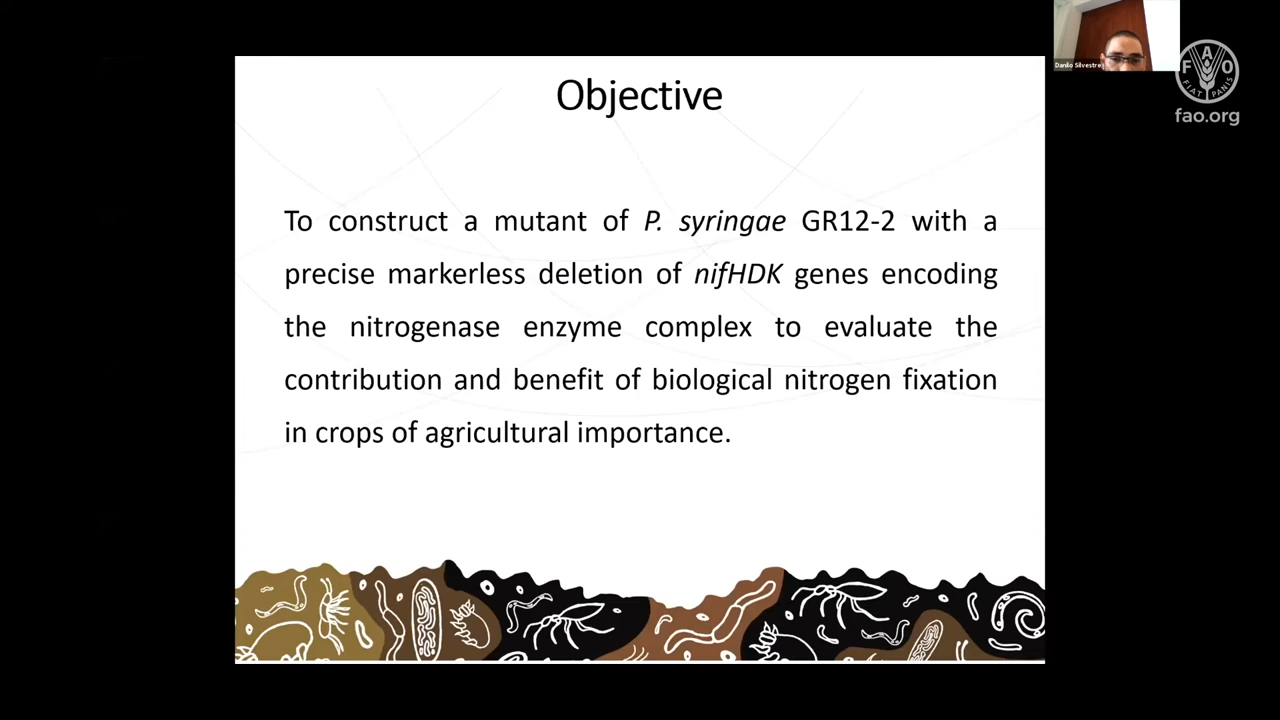 Objective
To construct a mutant of P. syringae GR12-2 with a
precise markerless deletion of nifHDK genes encoding
the nitrogenase enzyme complex to evaluate the
contribution and benefit of biological nitrogen fixation
in crops of agricultural importance.
Danilo Silvestre
F A O
FIAT PANIS
fao.org